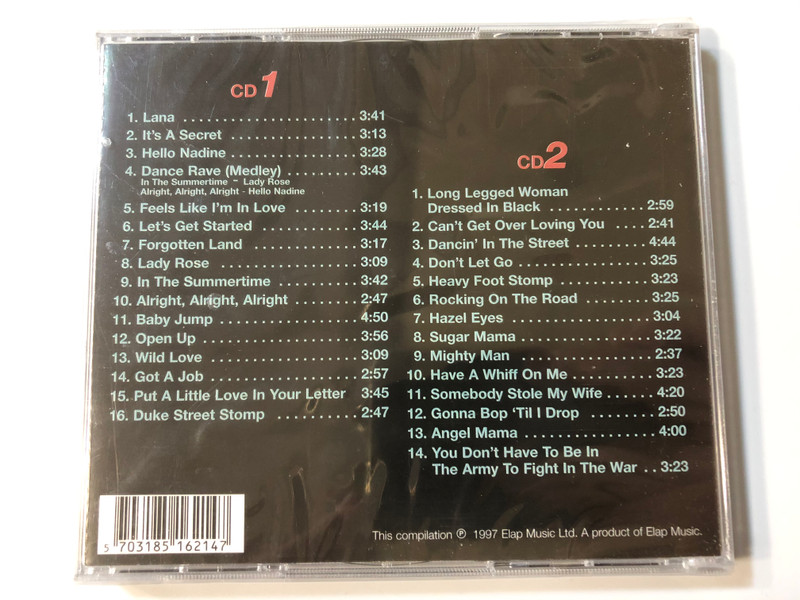 CD 1
1. Lana ........................ 3:41
2. It's A Secret .................. 3:13
3. Hello Nadine .................. 3:28
4. Dance Rave (Medley) .......... 3:43
In The Summertime - Lady Rose
Alright, Alright, Alright - Hello Nadine
5. Feels Like I'm In Love ......... 3:19
6. Let's Get Started .............. 3:44
7. Forgotten Land ............... 3:17
8. Lady Rose ................... 3:09
9. In The Summertime ........... 3:42
10. Alright, Alright, Alright ........ 2:47
11. Baby Jump .................. 4:50
12. Open Up .................... 3:56
13. Wild Love ................... 3:09
14. Got A Job ................... 2:57
15. Put A Little Love In Your Letter 3:45
16. Duke Street Stomp .......... 2:47
CD2
1. Long Legged Woman
Dressed In Black ............ 2:59
2. Can't Get Over Loving You .... 2:41
3. Dancin' In The Street .......... 4:44
4. Don't Let Go ................. 3:25
5. Heavy Foot Stomp ............ 3:23
6. Rocking On The Road ........ 3:25
7. Hazel Eyes .................. 3:04
8. Sugar Mama ................. 3:22
9. Mighty Man .................. 2:37
10. Have A Whiff On Me .......... 3:23
11. Somebody Stole My Wife ...... 4:20
12. Gonna Bop 'Til I Drop ........ 2:50
13. Angel Mama ................. 4:00
14. You Don't Have To Be In
The Army To Fight In The War .. 3:23
5 703185 162147
This compilation ℗ 1997 Elap Music Ltd. A product of Elap Music.